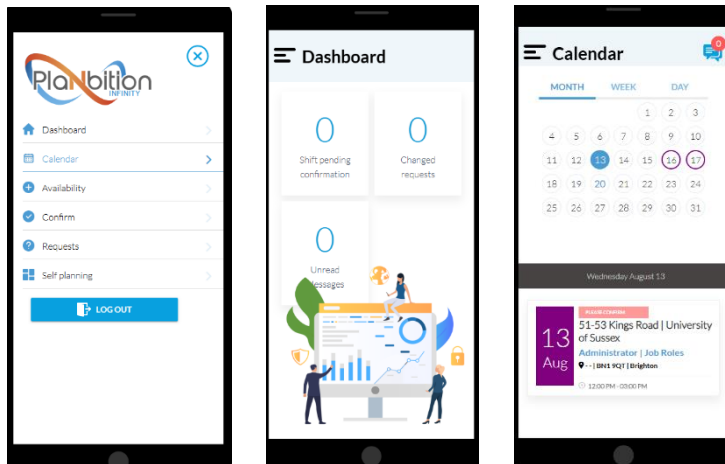 PlaNbition
INFINITY
Dashboard
Calendar
Availability
Confirm
Requests
Self planning
LOG OUT
Dashboard
0
Shift pending
confirmation
0
Changed
requests
0
Unread
messages
Calendar
0
MONTH WEEK DAY
1 2 3
4 5 6 7 8 9 10
11 12 13 14 15 16 17
18 19 20 21 22 23 24
25 26 27 28 29 30 31
Wednesday August 13
13
Aug
PLEASE CONFIRM
51-53 Kings Road | University
of Sussex
Administrator | Job Roles
- - | BN1 9QT | Brighton
12:00 PM - 03:00 PM